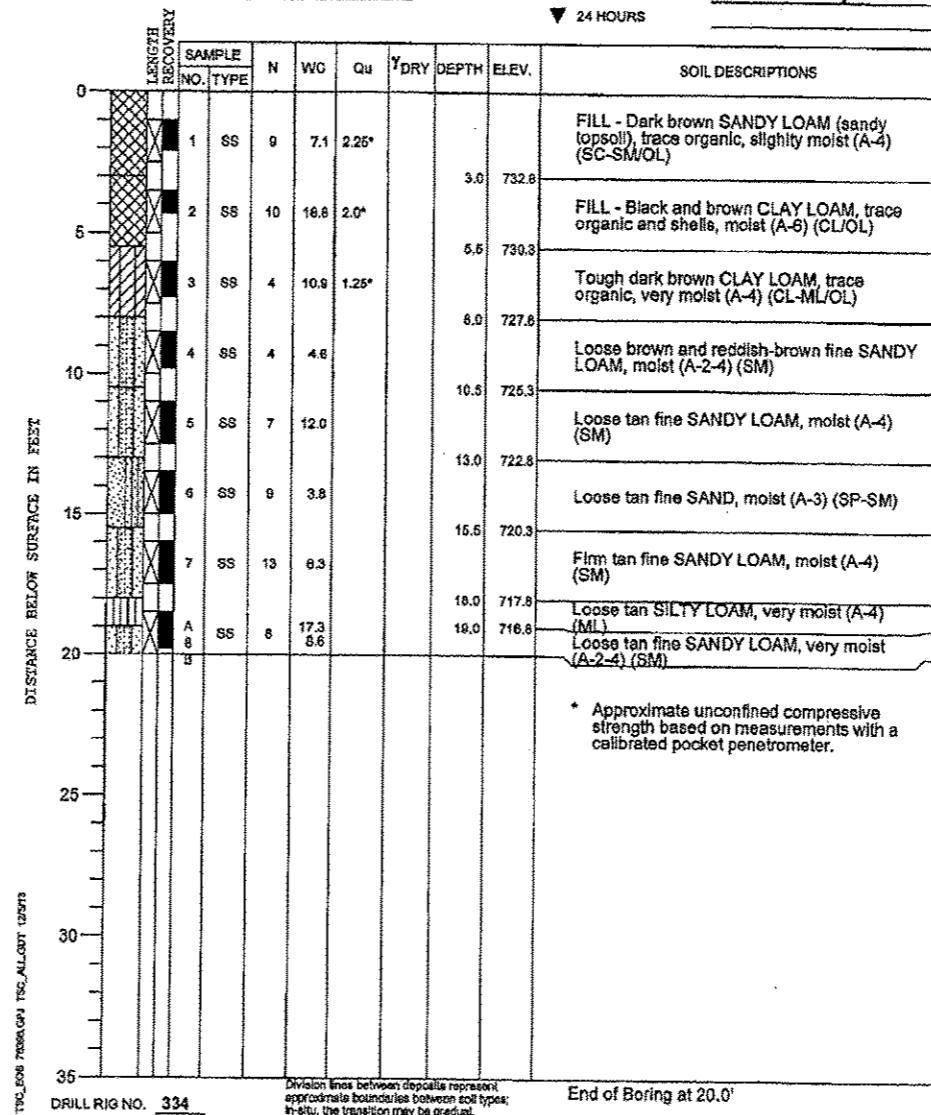 ▼ 24 HOURS
LENGTH
RECOVERY
SAMPLE
NO. TYPE N WC Qu γDRY DEPTH ELEV. SOIL DESCRIPTIONS
0
FILL - Dark brown SANDY LOAM (sandy
topsoil), trace organic, slightly moist (A-4)
(SC-SM/OL)
1 SS 9 7.1 2.25*
3.0 732.8
FILL - Black and brown CLAY LOAM, trace
organic and shells, moist (A-6) (CL/OL)
2 SS 10 16.8 2.0*
5
5.5 730.3
Tough dark brown CLAY LOAM, trace
organic, very moist (A-4) (CL-ML/OL)
3 SS 4 10.9 1.25*
8.0 727.8
Loose brown and reddish-brown fine SANDY
LOAM, moist (A-2-4) (SM)
4 SS 4 4.6
10
10.5 725.3
Loose tan fine SANDY LOAM, moist (A-4)
(SM)
5 SS 7 12.0
13.0 722.8
Loose tan fine SAND, moist (A-3) (SP-SM)
6 SS 9 3.8
15
15.5 720.3
Firm tan fine SANDY LOAM, moist (A-4)
(SM)
7 SS 13 6.3
18.0 717.8
Loose tan SILTY LOAM, very moist (A-4)
(ML)
A 17.3
8 SS 8 8.6
B
19.0 716.8
Loose tan fine SANDY LOAM, very moist
(A-2-4) (SM)
20
* Approximate unconfined compressive
strength based on measurements with a
calibrated pocket penetrometer.
25
30
35
DISTANCE BELOW SURFACE IN FEET
TSC_ALL.GDT 12/5/13
DRILL RIG NO. 334
Division lines between deposits represent
approximate boundaries between soil types;
in-situ, the transition may be gradual.
End of Boring at 20.0'